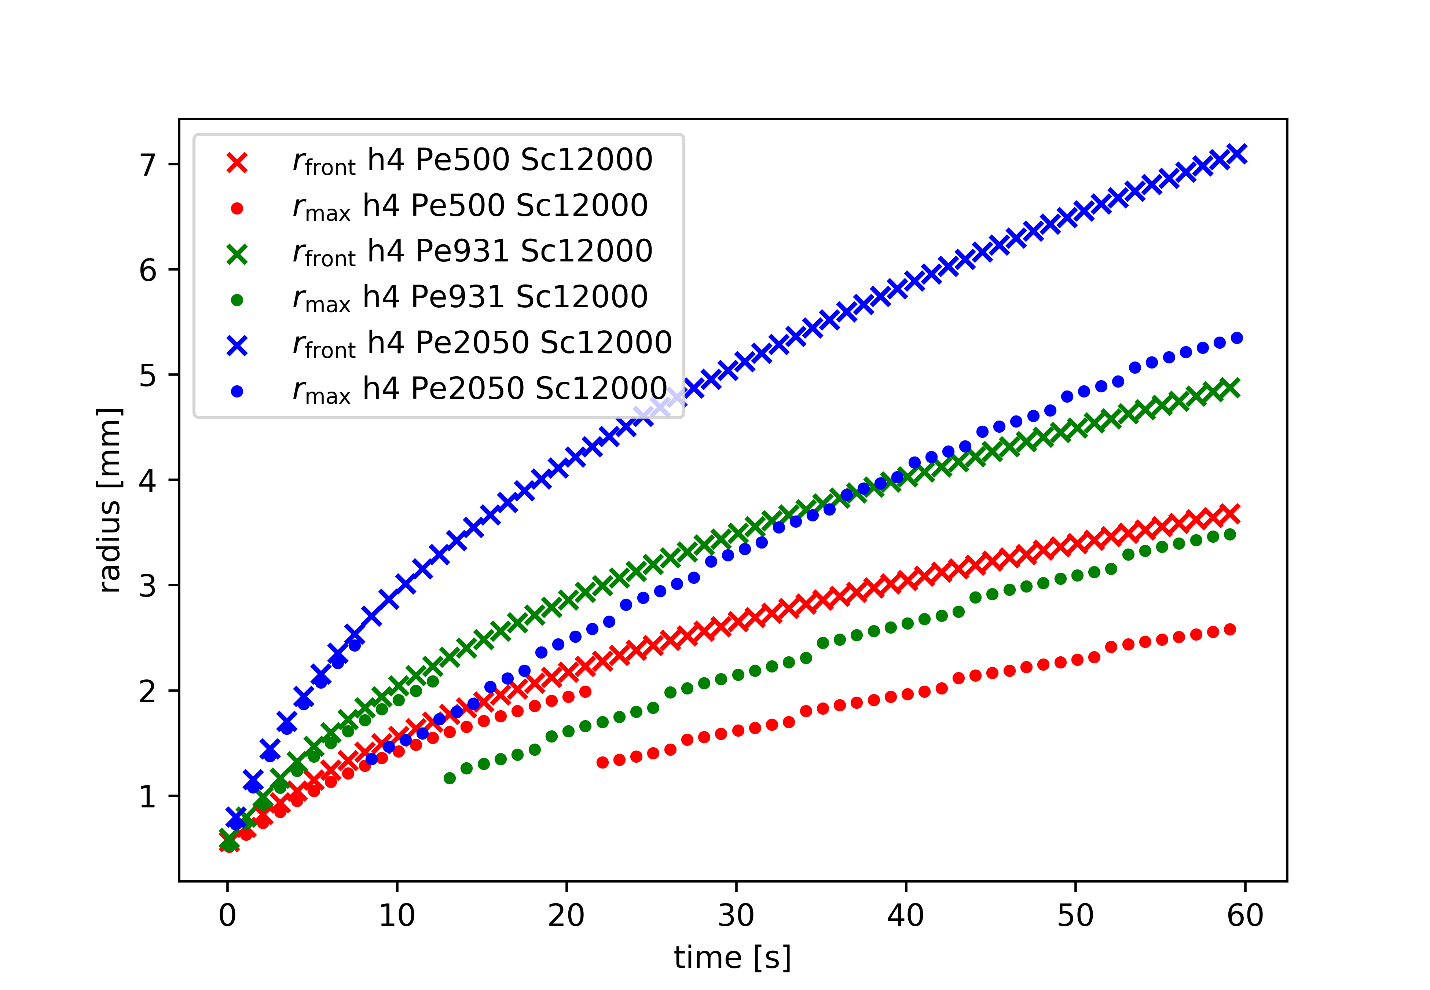 r_front h4 Pe500 Sc12000
r_max h4 Pe500 Sc12000
r_front h4 Pe931 Sc12000
r_max h4 Pe931 Sc12000
r_front h4 Pe2050 Sc12000
r_max h4 Pe2050 Sc12000
radius [mm]
7
6
5
4
3
2
1
0 10 20 30 40 50 60
time [s]